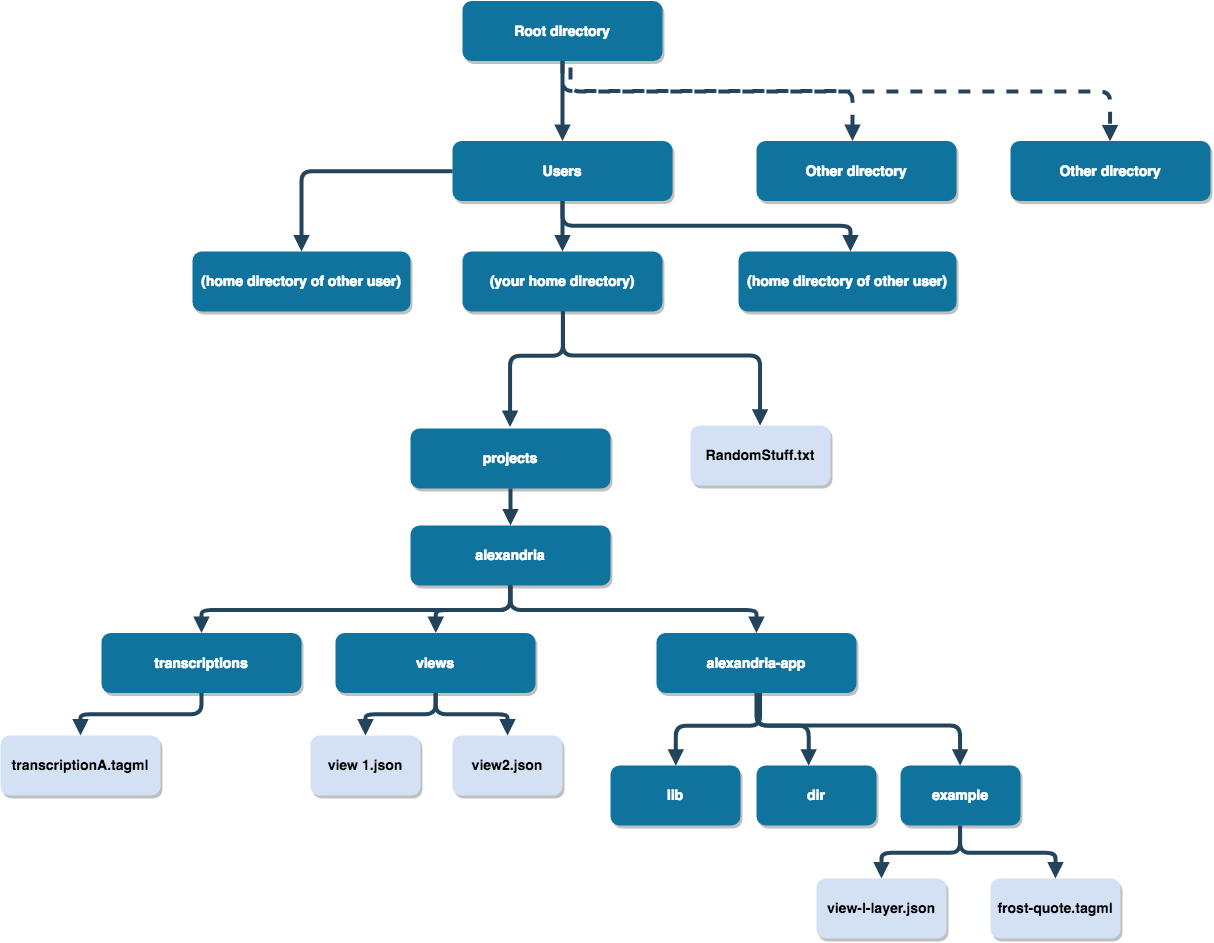 Root directory
Users
Other directory
Other directory
(home directory of other user)
(your home directory)
(home directory of other user)
projects
RandomStuff.txt
alexandria
transcriptions
views
alexandria-app
transcriptionA.tagml
view 1.json
view2.json
lib
dir
example
view-l-layer.json
frost-quote.tagml